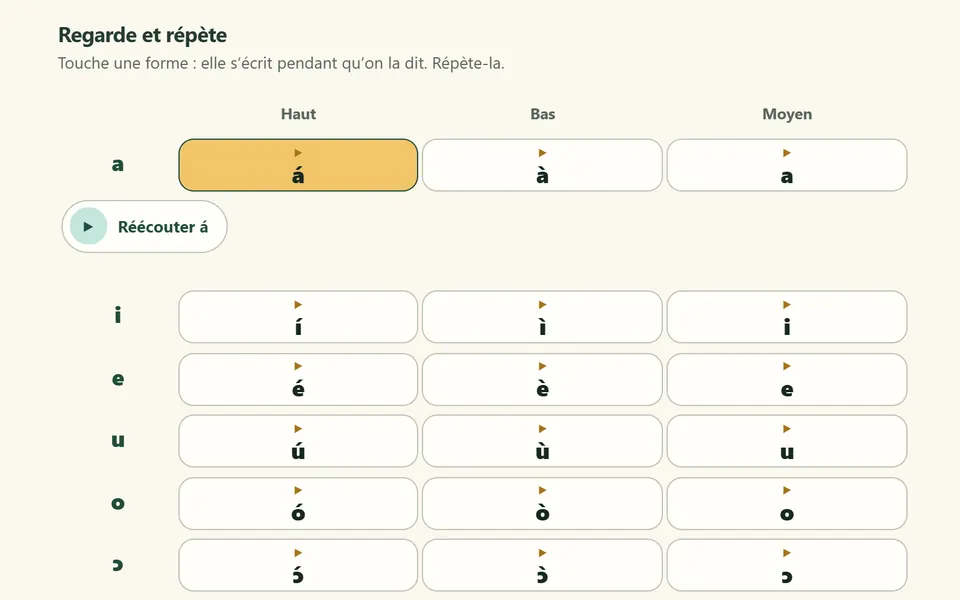 Regarde et répète
Touche une forme : elle s’écrit pendant qu’on la dit. Répète-la.
Haut Bas Moyen
a á à a
Réécouter á
i í ì i
e é è e
u ú ù u
o ó ò o
ɔ ɔ́ ɔ̀ ɔ